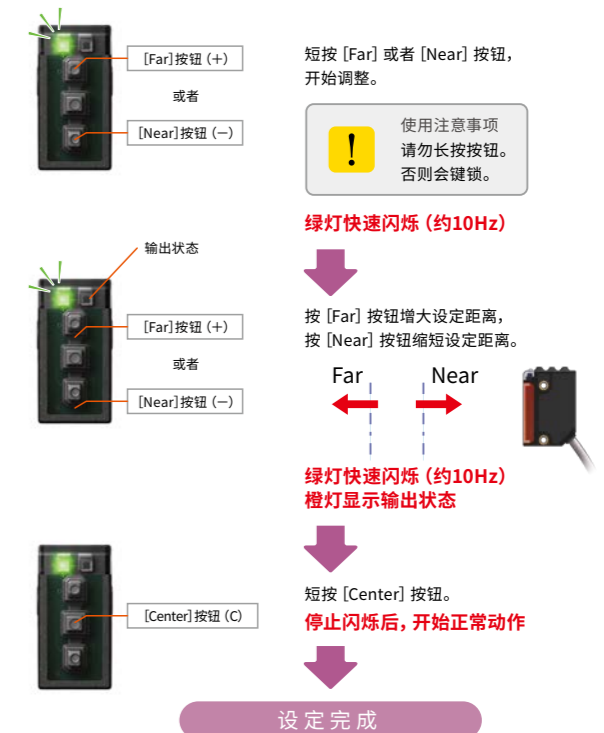 [Far]按钮（+）
或者
[Near]按钮（−）
短按 [Far] 或者 [Near] 按钮，
开始调整。
!
使用注意事项
请勿长按按钮。
否则会键锁。
绿灯快速闪烁（约10Hz）
输出状态
[Far]按钮（+）
或者
[Near]按钮（−）
按 [Far] 按钮增大设定距离，
按 [Near] 按钮缩短设定距离。
Far Near
绿灯快速闪烁（约10Hz）
橙灯显示输出状态
[Center]按钮（C）
短按 [Center] 按钮。
停止闪烁后，开始正常动作
设定完成